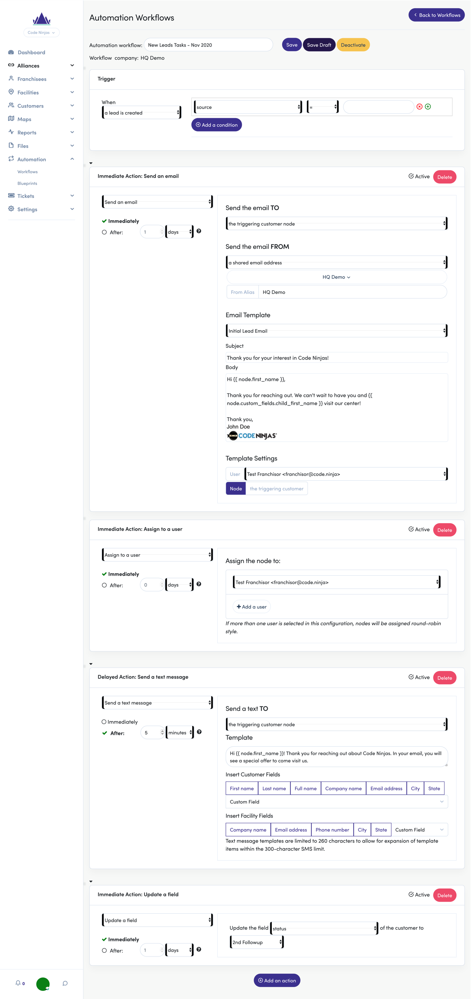 Code Ninjas
Dashboard
Alliances
Franchisees
Facilities
Customers
Maps
Reports
Files
Automation
Workflows
Blueprints
Tickets
Settings
0
Automation Workflows
Back to Workflows
Automation workflow: New Leads Tasks - Nov 2020 Save Save Draft Deactivate
Workflow company: HQ Demo
Trigger
When
a lead is created
source =
Add a condition
Immediate Action: Send an email Active Delete
Send an email
Immediately
After: 1 days ?
Send the email TO
the triggering customer node
Send the email FROM
a shared email address
HQ Demo
From Alias HQ Demo
Email Template
Initial Lead Email
Subject
Thank you for your interest in Code Ninjas!
Body
Hi {{ node.first_name }},
Thank you for reaching out. We can't wait to have you and {{
node.custom_fields.child_first_name }} visit our center!
Thank you,
John Doe
CODE NINJAS
Template Settings
User Test Franchisor <franchisor@code.ninja>
Node the triggering customer
Immediate Action: Assign to a user Active Delete
Assign to a user
Immediately
After: 0 days ?
Assign the node to:
Test Franchisor <franchisor@code.ninja>
Add a user
If more than one user is selected in this configuration, nodes will be assigned round-robin
style.
Delayed Action: Send a text message Active Delete
Send a text message
Immediately
After: 5 minutes ?
Send a text TO
the triggering customer node
Template
Hi {{ node.first_name }}! Thank you for reaching out about Code Ninjas. In your email, you will
see a special offer to come visit us.
Insert Customer Fields
First name Last name Full name Company name Email address City State
Custom Field
Insert Facility Fields
Company name Email address Phone number City State Custom Field
Text message templates are limited to 260 characters to allow for expansion of template
items within the 300-character SMS limit.
Immediate Action: Update a field Active Delete
Update a field
Immediately
After: 1 days ?
Update the field status of the customer to
2nd Followup
Add an action